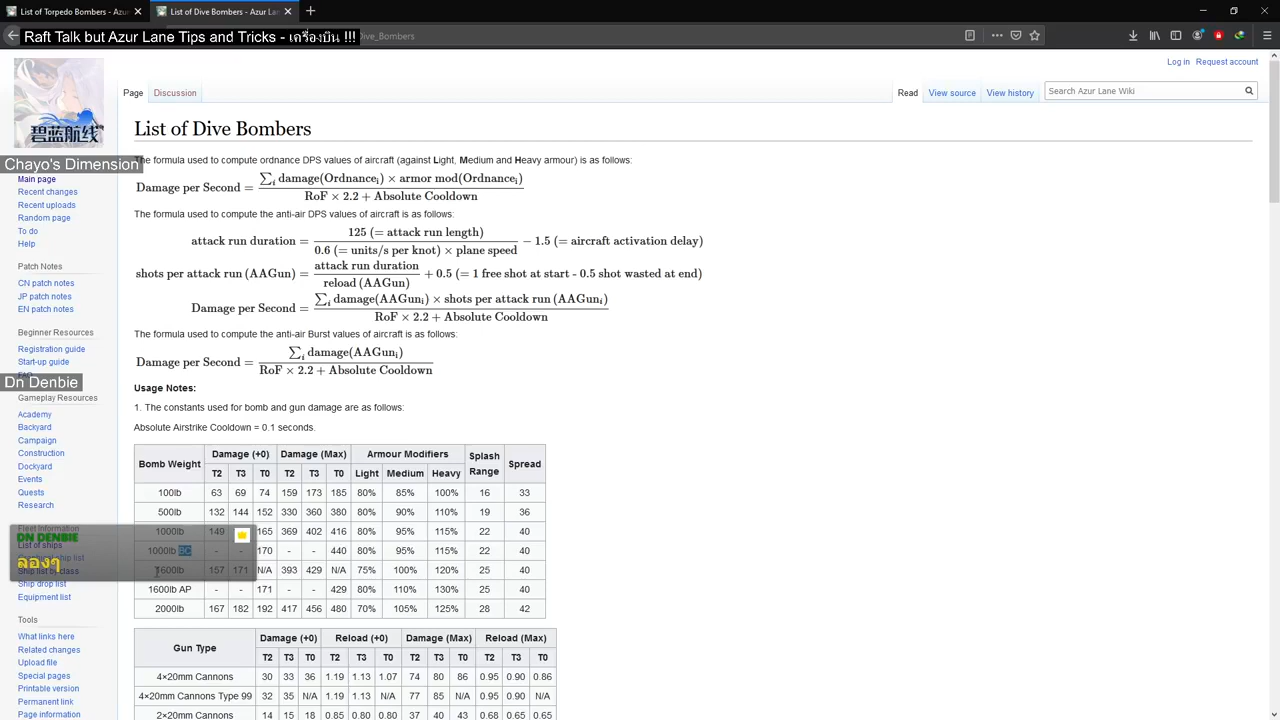 List of Torpedo Bombers - Azur
List of Dive Bombers - Azur Lan
Raft Talk but Azur Lane Tips and Tricks - เครื่องบิน !!!
Dive_Bombers
Log in Request account
Page Discussion Read View source View history Search Azur Lane Wiki
碧蓝航线
List of Dive Bombers
Chayo's Dimension
The formula used to compute ordnance DPS values of aircraft (against Light, Medium and Heavy armour) is as follows:
Damage per Second = ∑i damage(Ordnancei) × armor mod(Ordnancei) / RoF × 2.2 + Absolute Cooldown
The formula used to compute the anti-air DPS values of aircraft is as follows:
attack run duration = 125 (= attack run length) / 0.6 (= units/s per knot) × plane speed − 1.5 (= aircraft activation delay)
shots per attack run (AAGun) = attack run duration / reload (AAGun) + 0.5 (= 1 free shot at start - 0.5 shot wasted at end)
Damage per Second = ∑i damage(AAGuni) × shots per attack run (AAGuni) / RoF × 2.2 + Absolute Cooldown
The formula used to compute the anti-air Burst values of aircraft is as follows:
Damage per Second = ∑i damage(AAGuni) / RoF × 2.2 + Absolute Cooldown
Usage Notes:
1. The constants used for bomb and gun damage are as follows:
Absolute Airstrike Cooldown = 0.1 seconds.
Main page
Recent changes
Recent uploads
Random page
To do
Help
Patch Notes
CN patch notes
JP patch notes
EN patch notes
Beginner Resources
Registration guide
Start-up guide
Dn Denbie
Gameplay Resources
Academy
Backyard
Campaign
Construction
Dockyard
Events
Quests
Research
Fleet Information
DN DENBIE
List of ships
ลองๆ
Ship list by class
Ship drop list
Equipment list
Tools
What links here
Related changes
Upload file
Special pages
Printable version
Permanent link
Page information
Bomb Weight Damage (+0) Damage (Max) Armour Modifiers Splash Range Spread
T2 T3 T0 T2 T3 T0 Light Medium Heavy
100lb 63 69 74 159 173 185 80% 85% 100% 16 33
500lb 132 144 152 330 360 380 80% 90% 110% 19 36
1000lb 149 165 369 402 416 80% 95% 115% 22 40
1000lb SC - - 170 - - 440 80% 95% 115% 22 40
1600lb 157 171 N/A 393 429 N/A 75% 100% 120% 25 40
1600lb AP - - 171 - - 429 80% 110% 130% 25 40
2000lb 167 182 192 417 456 480 70% 105% 125% 28 42
Gun Type Damage (+0) Reload (+0) Damage (Max) Reload (Max)
T2 T3 T0 T2 T3 T0 T2 T3 T0 T2 T3 T0
4×20mm Cannons 30 33 36 1.19 1.13 1.07 74 80 86 0.95 0.90 0.86
4×20mm Cannons Type 99 32 35 N/A 1.19 1.13 N/A 77 85 N/A 0.95 0.90 N/A
2×20mm Cannons 14 15 18 0.85 0.80 0.80 37 40 43 0.68 0.65 0.65